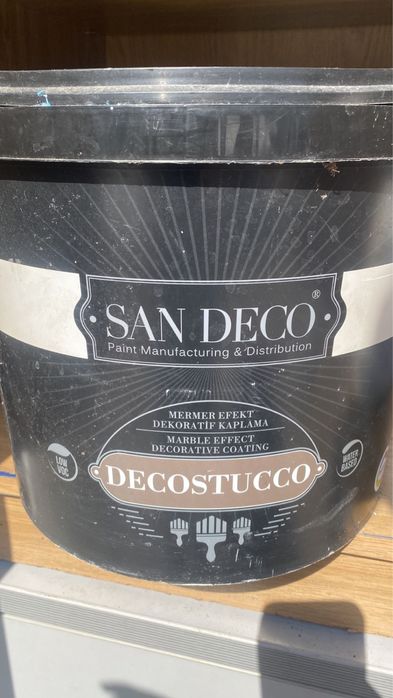 SAN DECO®
Paint Manufacturing & Distribution
MERMER EFEKT
DEKORATİF KAPLAMA
MARBLE EFFECT
DECORATIVE COATING
LOW
VOC
DECOSTUCCO
WATER
BASED